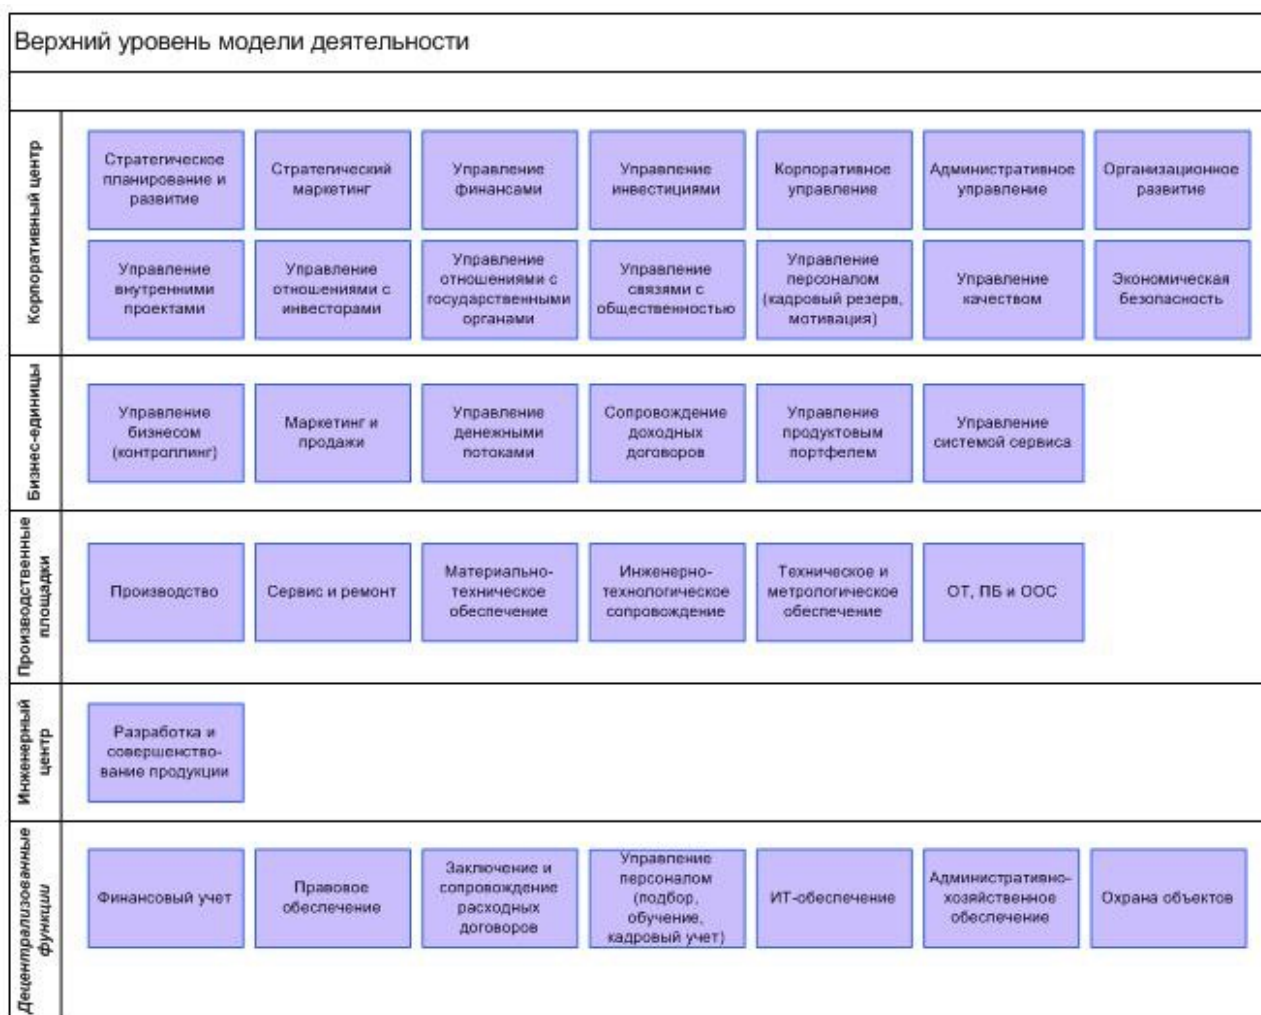 Верхний уровень модели деятельности
Корпоративный центр
Стратегическое
планирование и
развитие
Стратегический
маркетинг
Управление
финансами
Управление
инвестициями
Корпоративное
управление
Административное
управление
Организационное
развитие
Управление
внутренними
проектами
Управление
отношениями с
инвесторами
Управление
отношениями с
государственными
органами
Управление
связями с
общественностью
Управление
персоналом
(кадровый резерв,
мотивация)
Управление
качеством
Экономическая
безопасность
Бизнес-единицы
Управление
бизнесом
(контроллинг)
Маркетинг и
продажи
Управление
денежными
потоками
Сопровождение
доходных
договоров
Управление
продуктовым
портфелем
Управление
системой сервиса
Производственные
площадки
Производство
Сервис и ремонт
Материально-
техническое
обеспечение
Инженерно-
технологическое
сопровождение
Техническое и
метрологическое
обеспечение
ОТ, ПБ и ООС
Инженерный
центр
Разработка и
совершенство-
вание продукции
Децентрализованные
функции
Финансовый учет
Правовое
обеспечение
Заключение и
сопровождение
расходных
договоров
Управление
персоналом
(подбор,
обучение,
кадровый учет)
ИТ-обеспечение
Административно-
хозяйственное
обеспечение
Охрана объектов